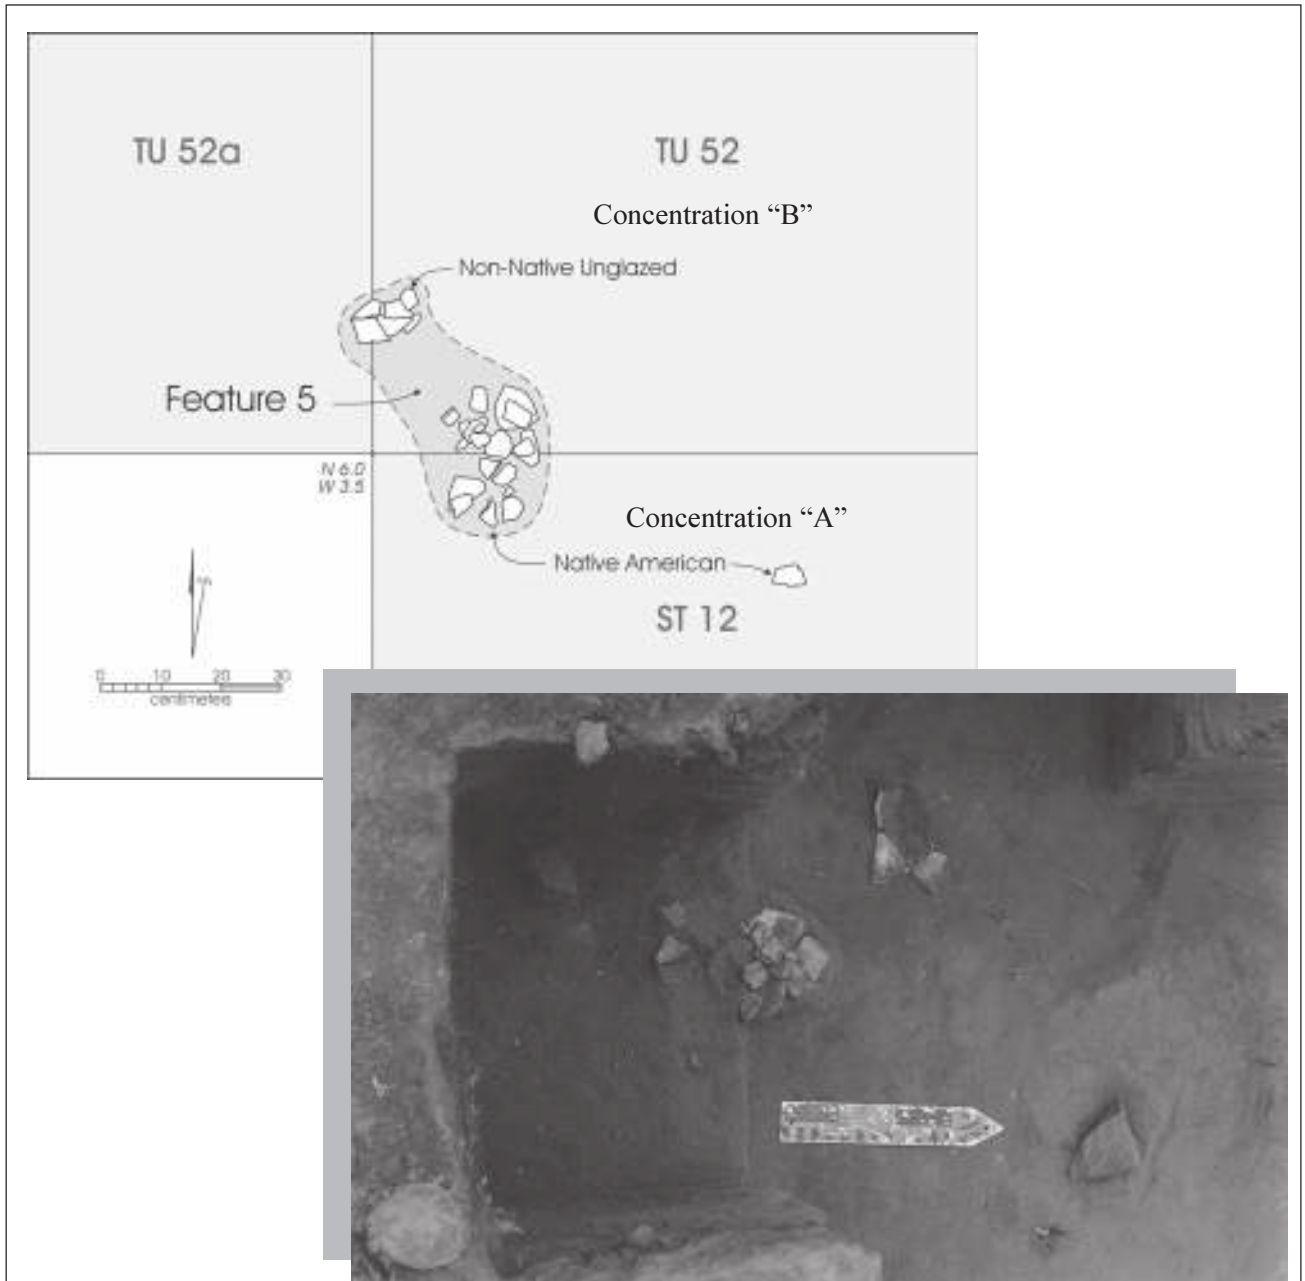 TU 52a
TU 52
Concentration “B”
Non-Native Unglazed
Feature 5
N 6.0
W 3.5
Concentration “A”
Native American
ST 12
0 10 20 30
centimeters